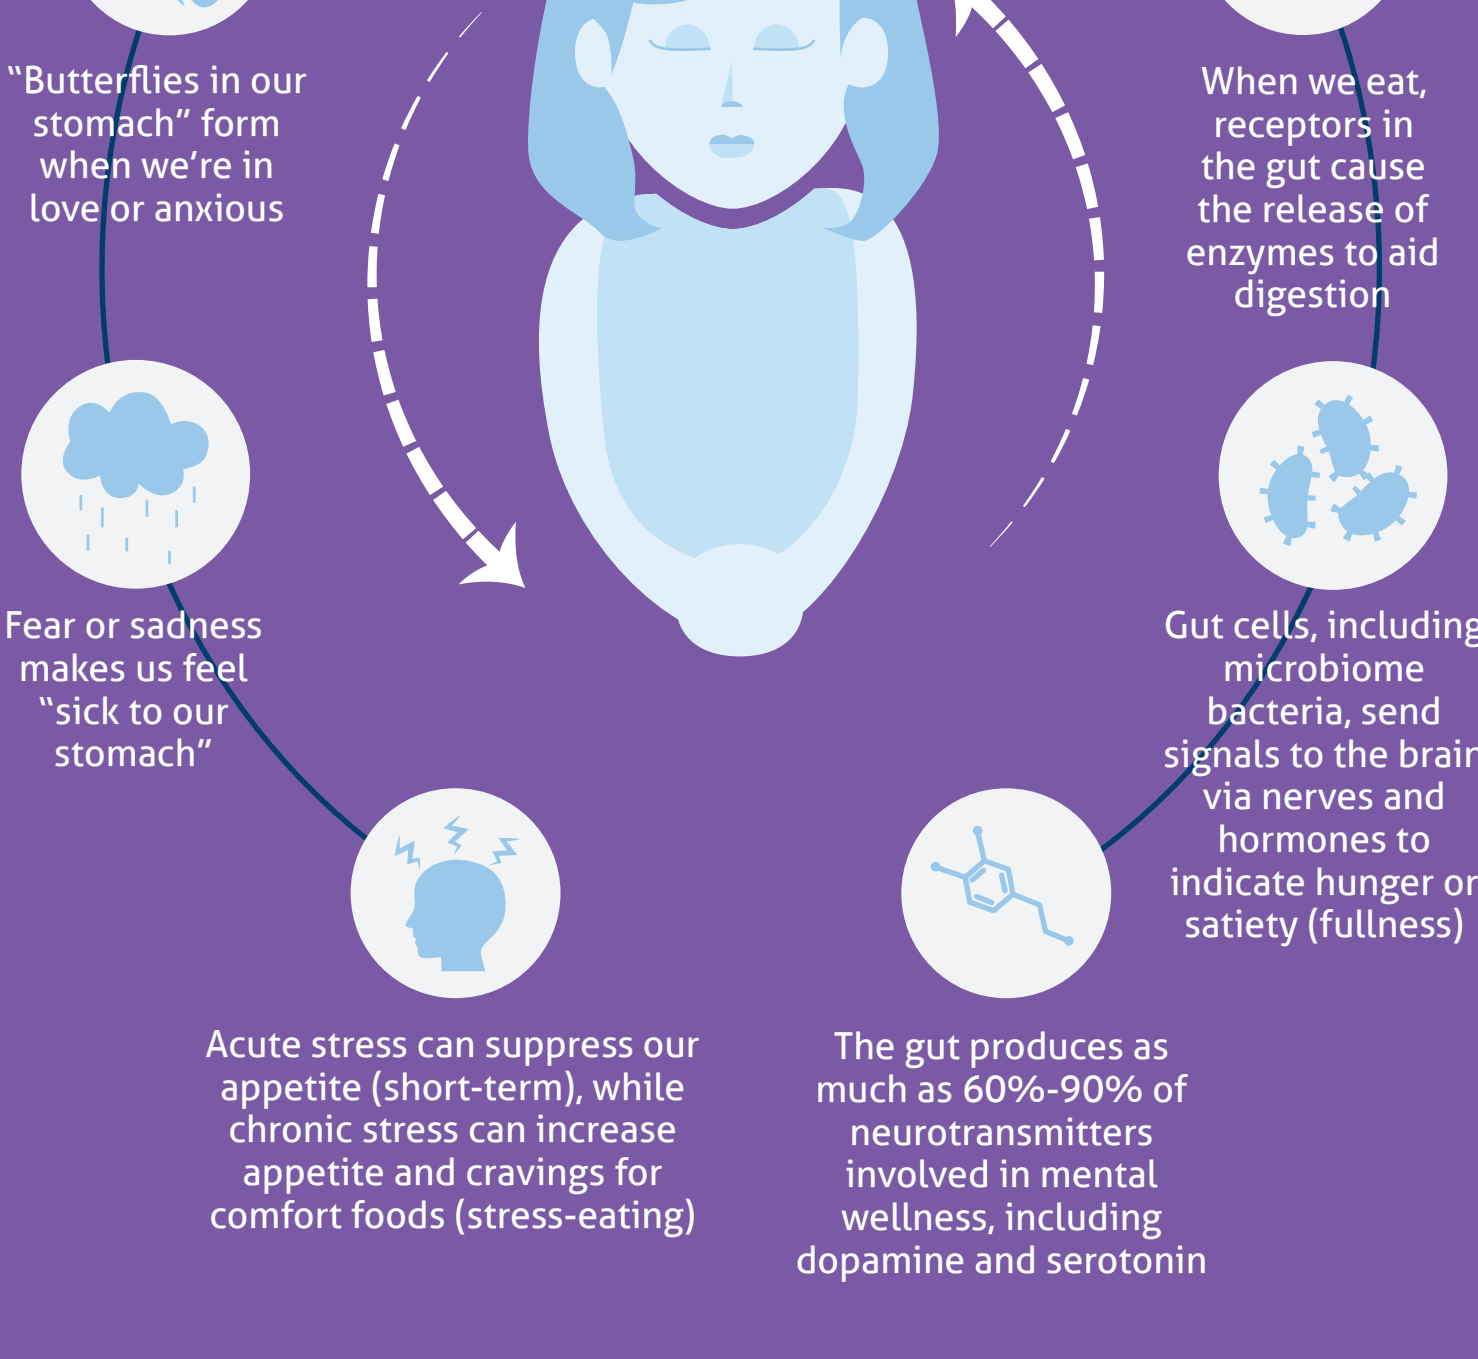 “Butterflies in our
stomach” form
when we’re in
love or anxious
Fear or sadness
makes us feel
“sick to our
stomach”
Acute stress can suppress our
appetite (short-term), while
chronic stress can increase
appetite and cravings for
comfort foods (stress-eating)
When we eat,
receptors in
the gut cause
the release of
enzymes to aid
digestion
Gut cells, including
microbiome
bacteria, send
signals to the brain
via nerves and
hormones to
indicate hunger or
satiety (fullness)
The gut produces as
much as 60%-90% of
neurotransmitters
involved in mental
wellness, including
dopamine and serotonin